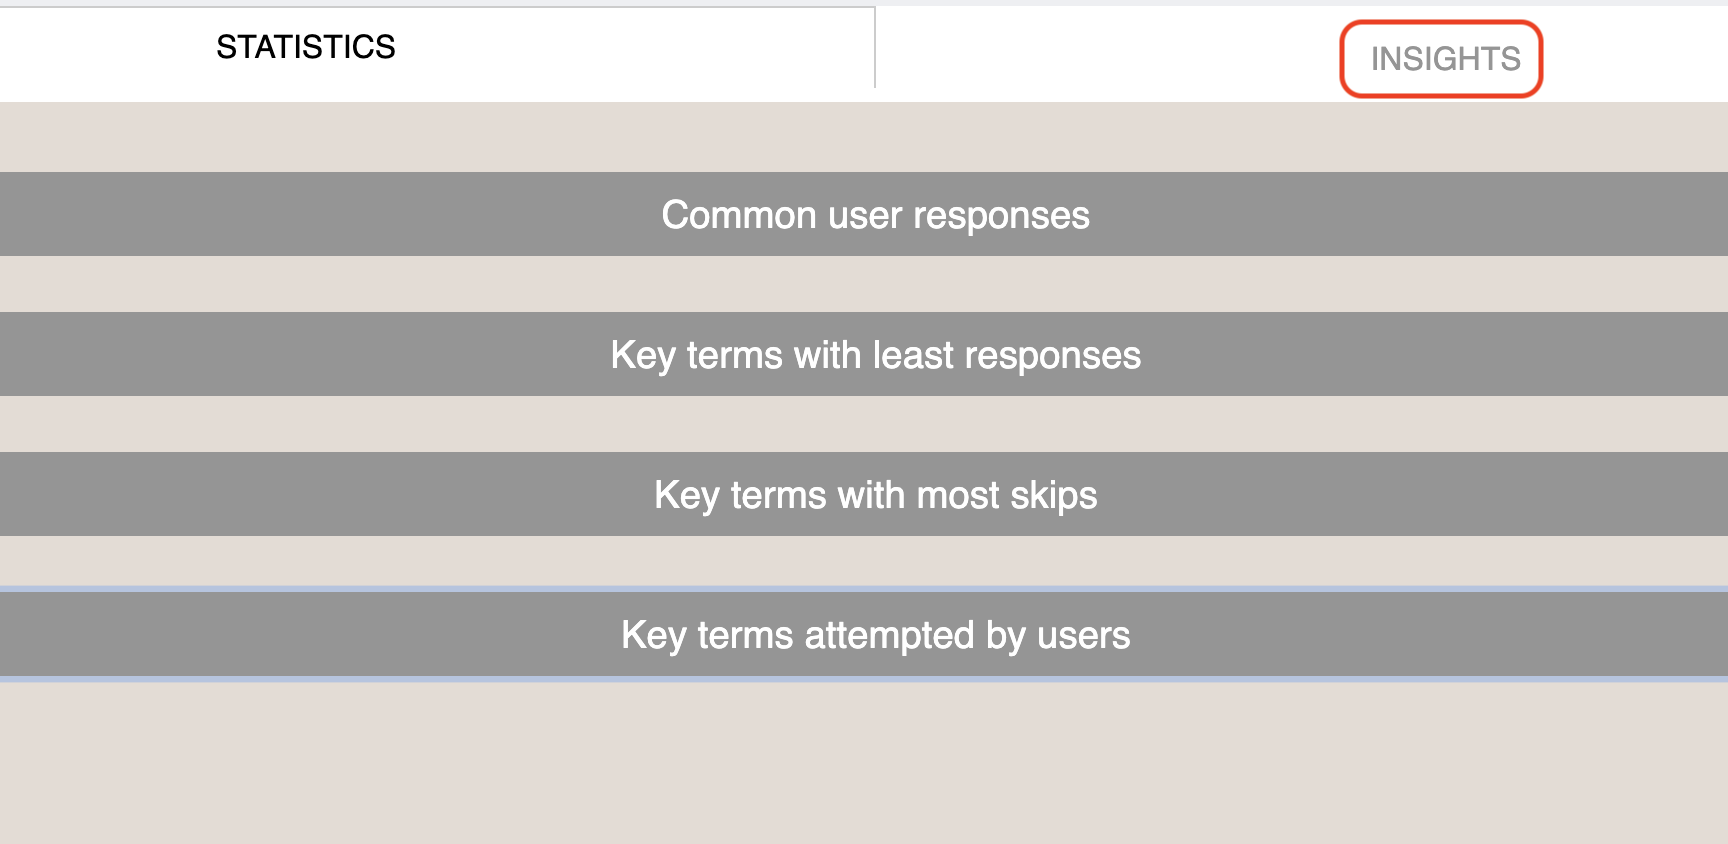 STATISTICS
INSIGHTS
Common user responses
Key terms with least responses
Key terms with most skips
Key terms attempted by users